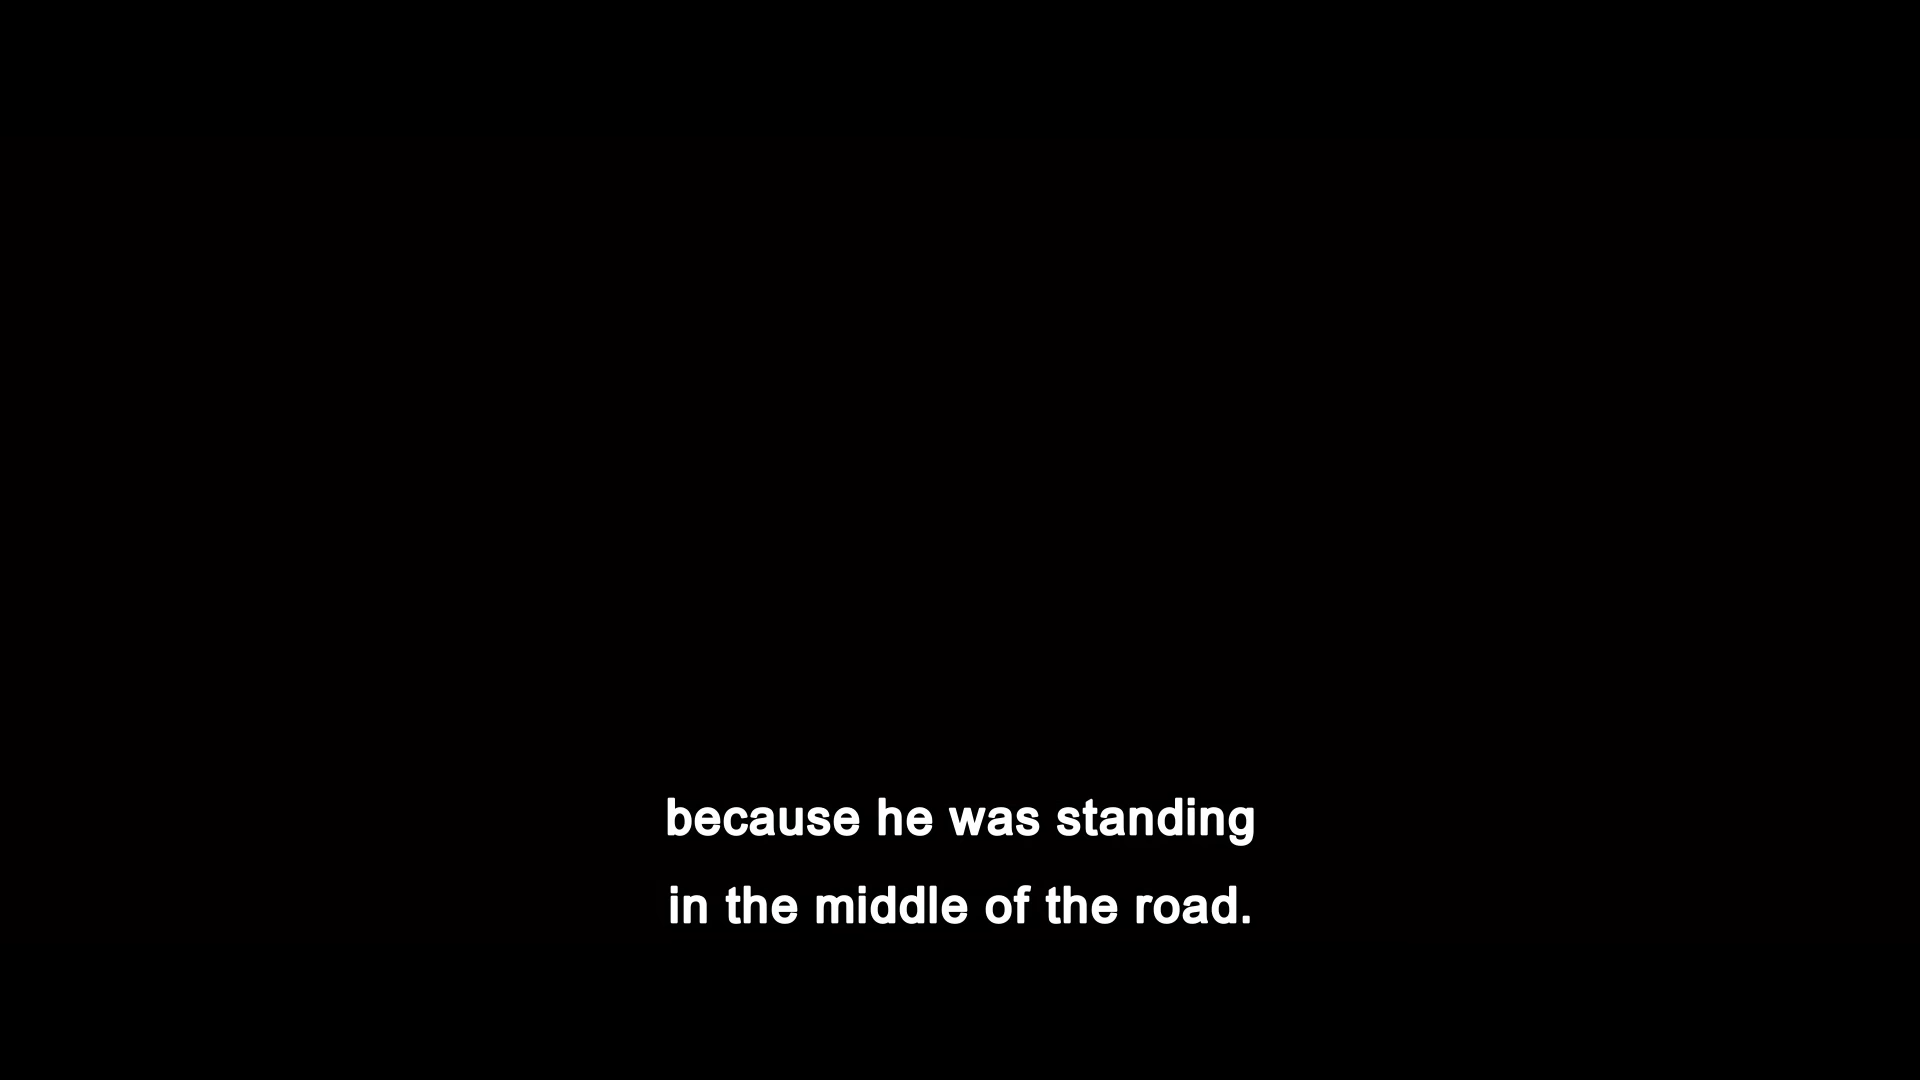 because he was standing
in the middle of the road.